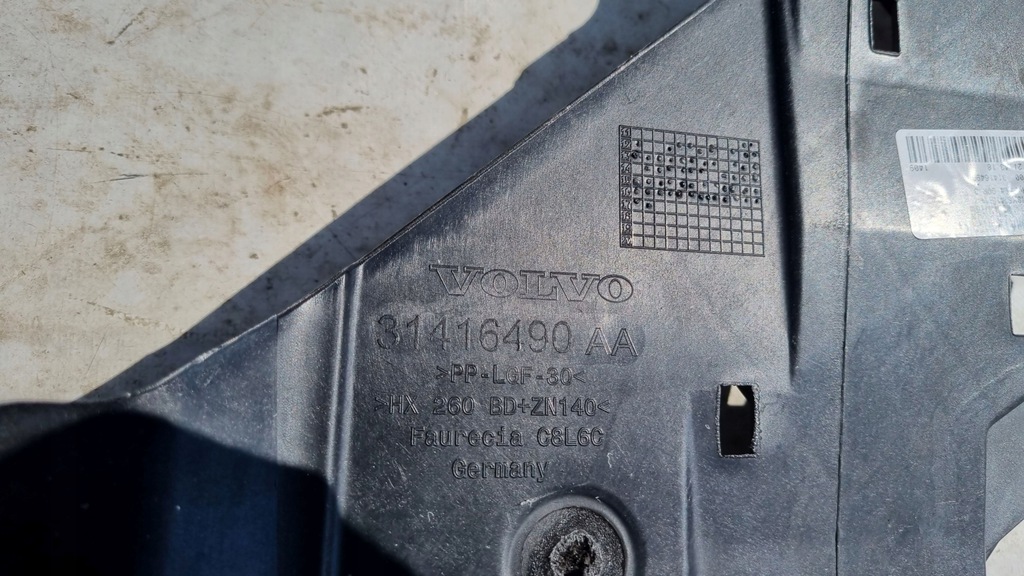 VOLVO
31416490 AA
>PP-LGF-30<
>HX 260 BD+ZN140<
Faurecia C8L6C
Germany